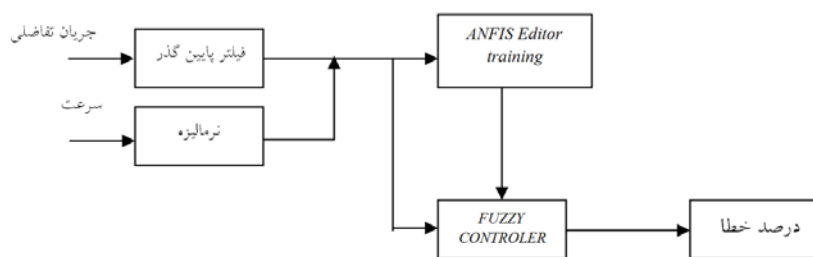 جریان تفاضلی
فیلتر پایین گذر
ANFIS Editor
training
سرعت
نرمالیزه
FUZZY
CONTROLER
درصد خطا